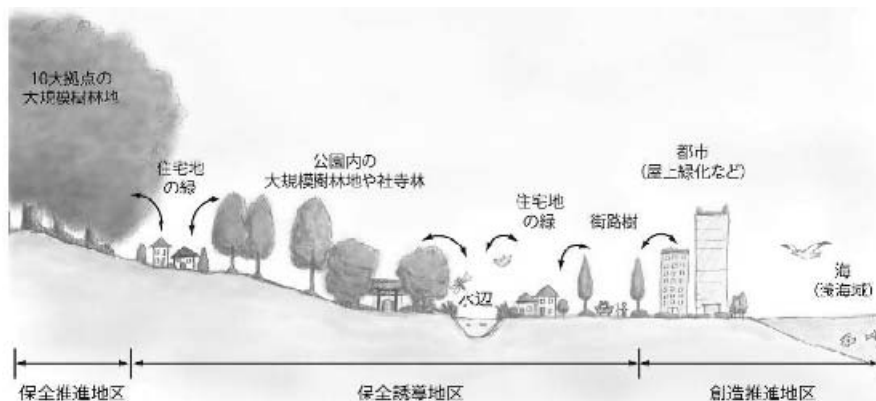 10大拠点の
大規模樹林地
住宅地
の緑
公園内の
大規模樹林地や社寺林
水辺
住宅地
の緑
街路樹
都市
(屋上緑化など)
海
(浅海域)
保全推進地区
保全誘導地区
創造推進地区